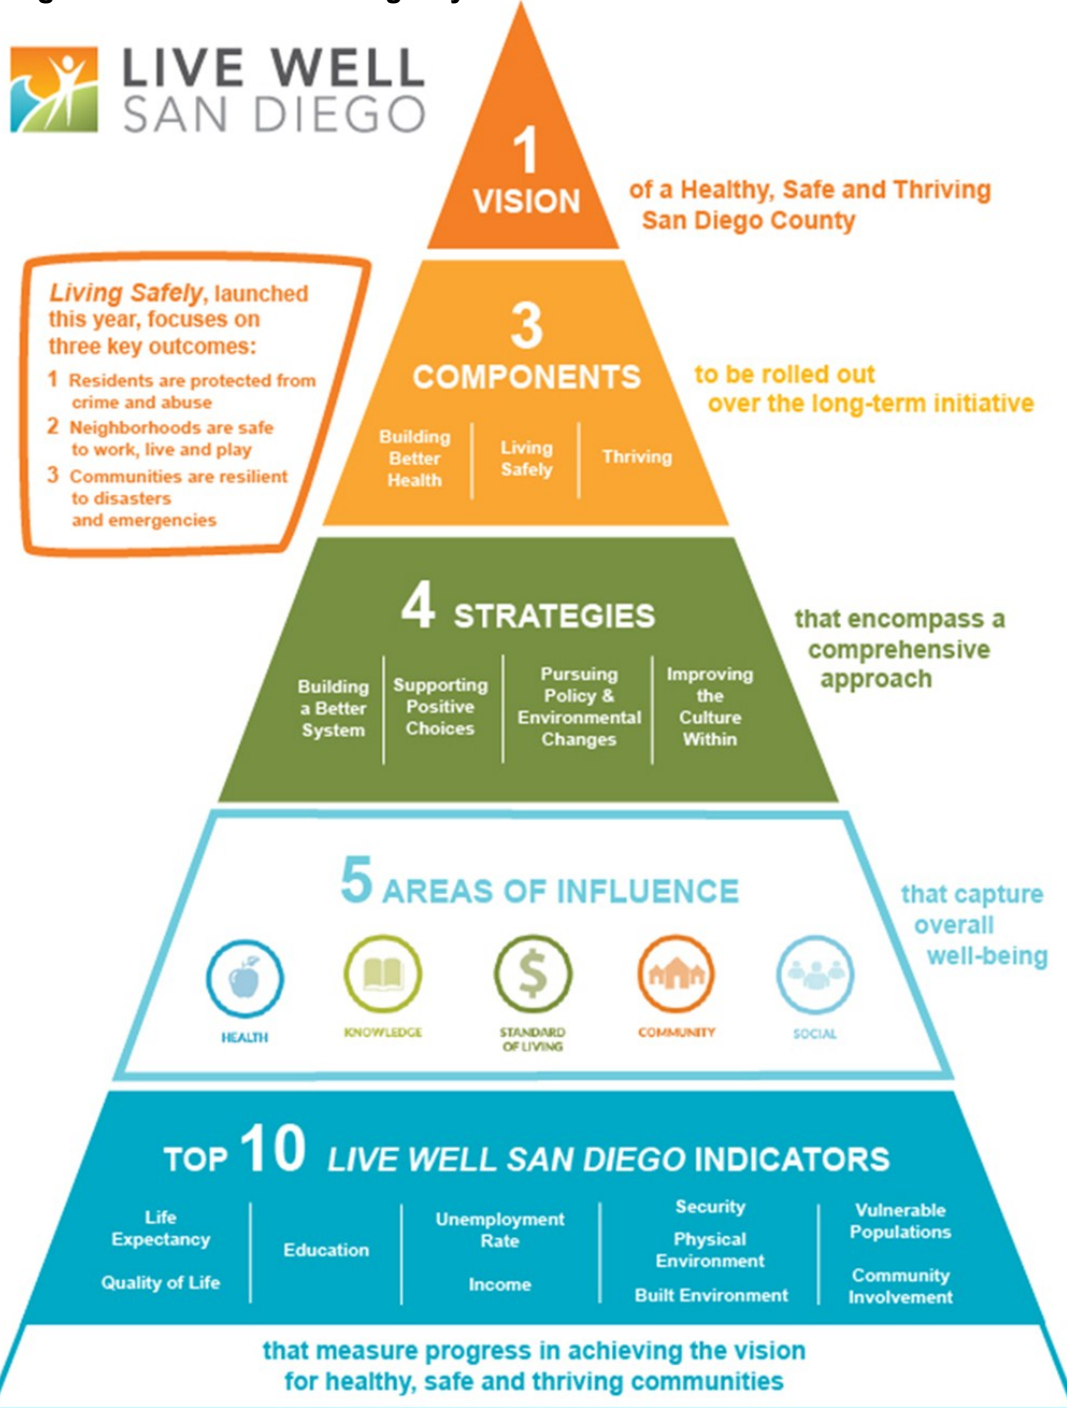 LIVE WELL
SAN DIEGO
1
VISION
of a Healthy, Safe and Thriving
San Diego County
Living Safely, launched
this year, focuses on
three key outcomes:
1 Residents are protected from
crime and abuse
2 Neighborhoods are safe
to work, live and play
3 Communities are resilient
to disasters
and emergencies
3
COMPONENTS
Building
Better
Health
Living
Safely
Thriving
to be rolled out
over the long-term initiative
4 STRATEGIES
Building
a Better
System
Supporting
Positive
Choices
Pursuing
Policy &
Environmental
Changes
Improving
the
Culture
Within
that encompass a
comprehensive
approach
5 AREAS OF INFLUENCE
HEALTH
KNOWLEDGE
$
STANDARD
OF LIVING
COMMUNITY
SOCIAL
that capture
overall
well-being
TOP 10 LIVE WELL SAN DIEGO INDICATORS
Life
Expectancy
Quality of Life
Education
Unemployment
Rate
Income
Security
Physical
Environment
Built Environment
Vulnerable
Populations
Community
Involvement
that measure progress in achieving the vision
for healthy, safe and thriving communities